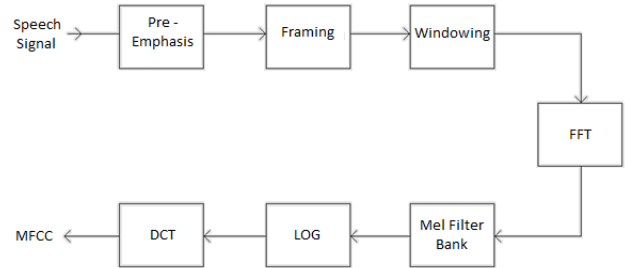 Speech
Signal
Pre -
Emphasis
Framing
Windowing
FFT
Mel Filter
Bank
LOG
DCT
MFCC